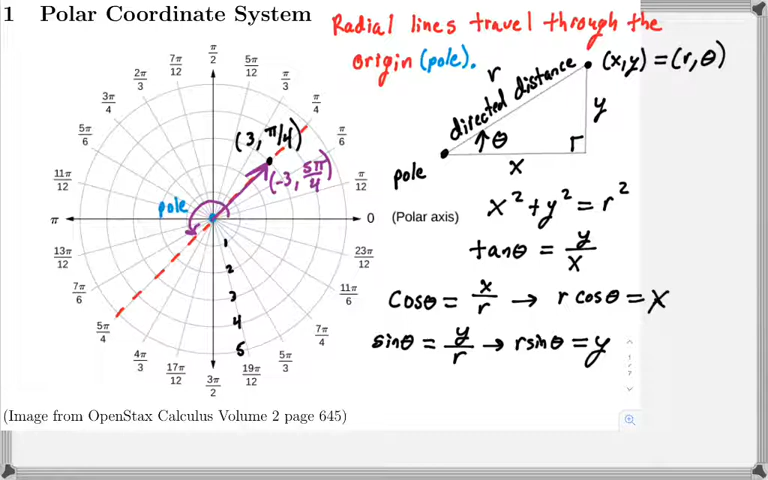 1 Polar Coordinate System
Radial lines travel through the
origin (pole).
π/2
7π/12
5π/12
2π/3
π/3
3π/4
π/4
5π/6
π/6
11π/12
π/12
π
0 (Polar axis)
13π/12
23π/12
7π/6
11π/6
5π/4
7π/4
4π/3
5π/3
17π/12
19π/12
3π/2
(3, π/4)
(-3, 5π/4)
pole
1
2
3
4
5
r
directed distance
(x,y) = (r,θ)
y
θ
r
x
pole
x² + y² = r²
tanθ = y/x
cosθ = x/r → r cosθ = x
sinθ = y/r → rsinθ = y
(Image from OpenStax Calculus Volume 2 page 645)